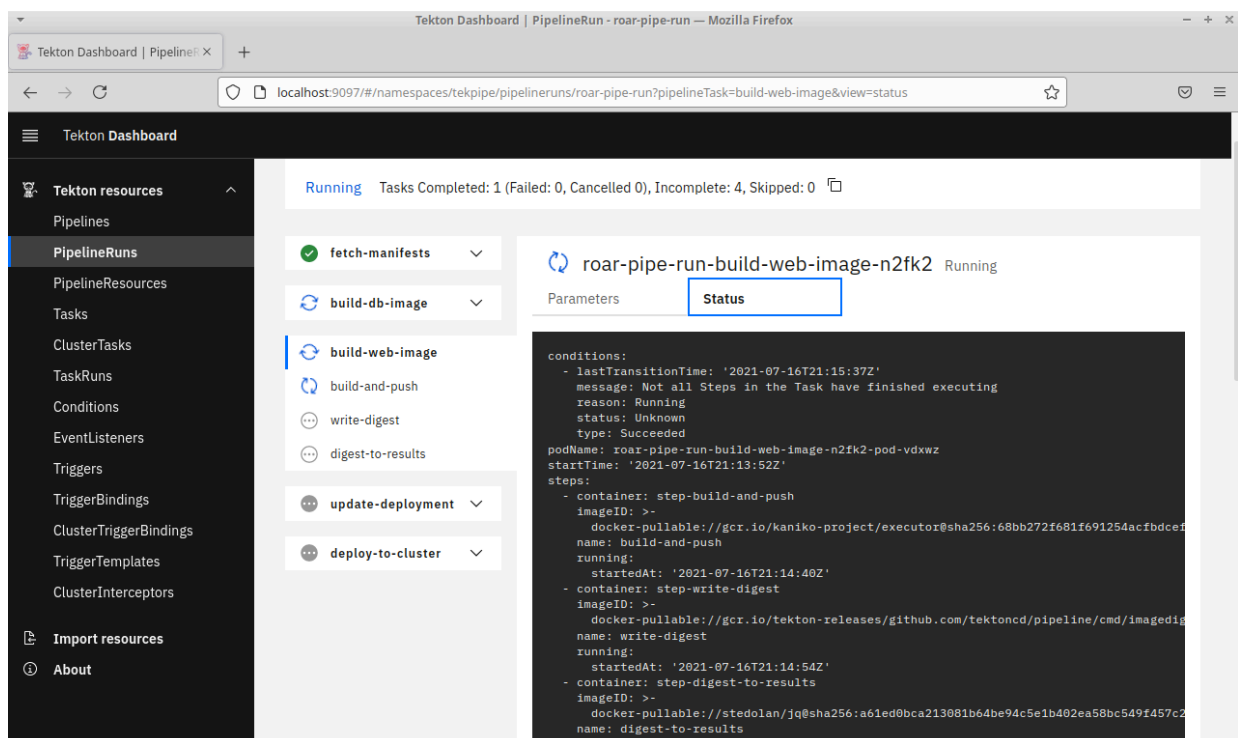 Tekton Dashboard | PipelineRun - roar-pipe-run — Mozilla Firefox
Tekton Dashboard | PipelineR
localhost:9097/#/namespaces/tekpipe/pipelineruns/roar-pipe-run?pipelineTask=build-web-image&view=status
Tekton Dashboard
Tekton resources
Pipelines
PipelineRuns
PipelineResources
Tasks
ClusterTasks
TaskRuns
Conditions
EventListeners
Triggers
TriggerBindings
ClusterTriggerBindings
TriggerTemplates
ClusterInterceptors
Import resources
About
Running Tasks Completed: 1 (Failed: 0, Cancelled 0), Incomplete: 4, Skipped: 0
fetch-manifests
build-db-image
build-web-image
build-and-push
write-digest
digest-to-results
update-deployment
deploy-to-cluster
roar-pipe-run-build-web-image-n2fk2 Running
Parameters Status
conditions:
- lastTransitionTime: '2021-07-16T21:15:37Z'
message: Not all Steps in the Task have finished executing
reason: Running
status: Unknown
type: Succeeded
podName: roar-pipe-run-build-web-image-n2fk2-pod-vdxwz
startTime: '2021-07-16T21:13:52Z'
steps:
- container: step-build-and-push
imageID: >-
docker-pullable://gcr.io/kaniko-project/executor@sha256:68bb272f681f691254acfbdcef
name: build-and-push
running:
startedAt: '2021-07-16T21:14:40Z'
- container: step-write-digest
imageID: >-
docker-pullable://gcr.io/tekton-releases/github.com/tektoncd/pipeline/cmd/imagedig
name: write-digest
running:
startedAt: '2021-07-16T21:14:54Z'
- container: step-digest-to-results
imageID: >-
docker-pullable://stedolan/jq@sha256:a61ed0bca213081b64be94c5e1b402ea58bc549f457c2
name: digest-to-results